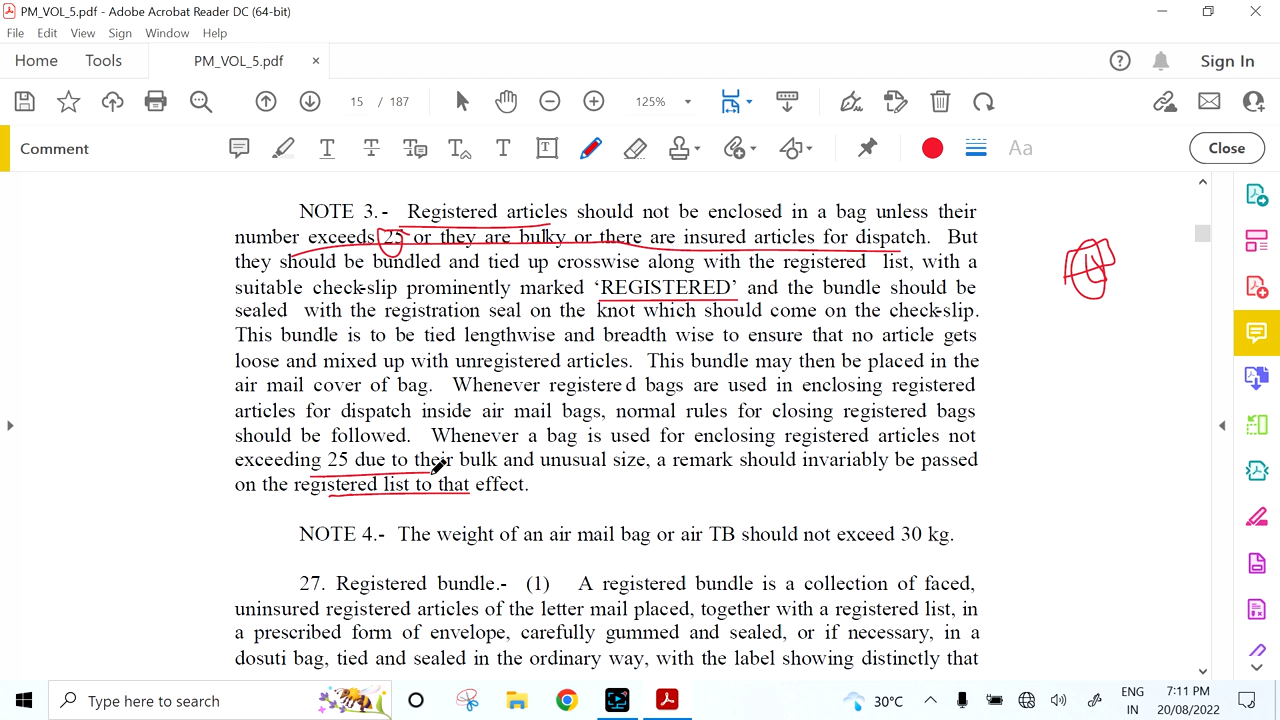 PM_VOL_5.pdf - Adobe Acrobat Reader DC (64-bit)
File Edit View Sign Window Help
Home Tools PM_VOL_5.pdf × Sign In
15 / 187 125%
Comment T T T T T T Aa Close
NOTE 3.- Registered articles should not be enclosed in a bag unless their
number exceeds 25 or they are bulky or there are insured articles for dispatch. But
they should be bundled and tied up crosswise along with the registered list, with a
suitable check-slip prominently marked ‘REGISTERED’ and the bundle should be
sealed with the registration seal on the knot which should come on the check-slip.
This bundle is to be tied lengthwise and breadth wise to ensure that no article gets
loose and mixed up with unregistered articles. This bundle may then be placed in the
air mail cover of bag. Whenever registered bags are used in enclosing registered
articles for dispatch inside air mail bags, normal rules for closing registered bags
should be followed. Whenever a bag is used for enclosing registered articles not
exceeding 25 due to their bulk and unusual size, a remark should invariably be passed
on the registered list to that effect.
NOTE 4.- The weight of an air mail bag or air TB should not exceed 30 kg.
27. Registered bundle.- (1) A registered bundle is a collection of faced,
uninsured registered articles of the letter mail placed, together with a registered list, in
a prescribed form of envelope, carefully gummed and sealed, or if necessary, in a
dosuti bag, tied and sealed in the ordinary way, with the label showing distinctly that
Type here to search 30°C ENG 7:11 PM
IN 20/08/2022